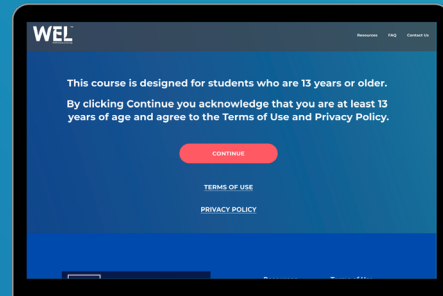 WEL
Resources FAQ Contact Us
This course is designed for students who are 13 years or older.
By clicking Continue you acknowledge that you are at least 13
years of age and agree to the Terms of Use and Privacy Policy.
CONTINUE
TERMS OF USE
PRIVACY POLICY